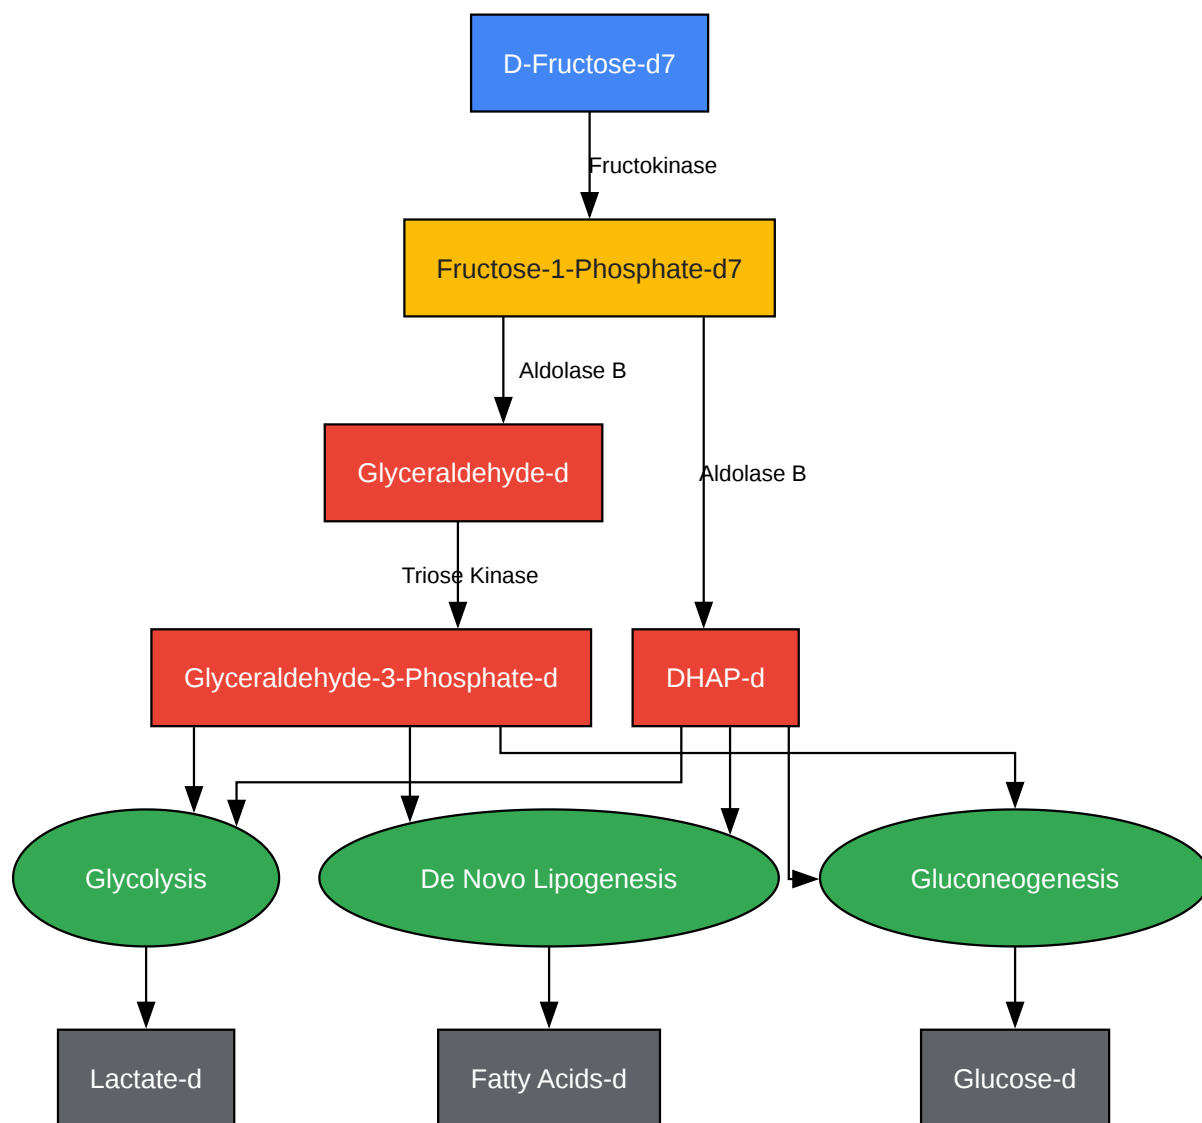 D-Fructose-d7
Fructokinase
Fructose-1-Phosphate-d7
Aldolase B
Glyceraldehyde-d
Aldolase B
Triose Kinase
Glyceraldehyde-3-Phosphate-d
DHAP-d
Glycolysis
De Novo Lipogenesis
Gluconeogenesis
Lactate-d
Fatty Acids-d
Glucose-d